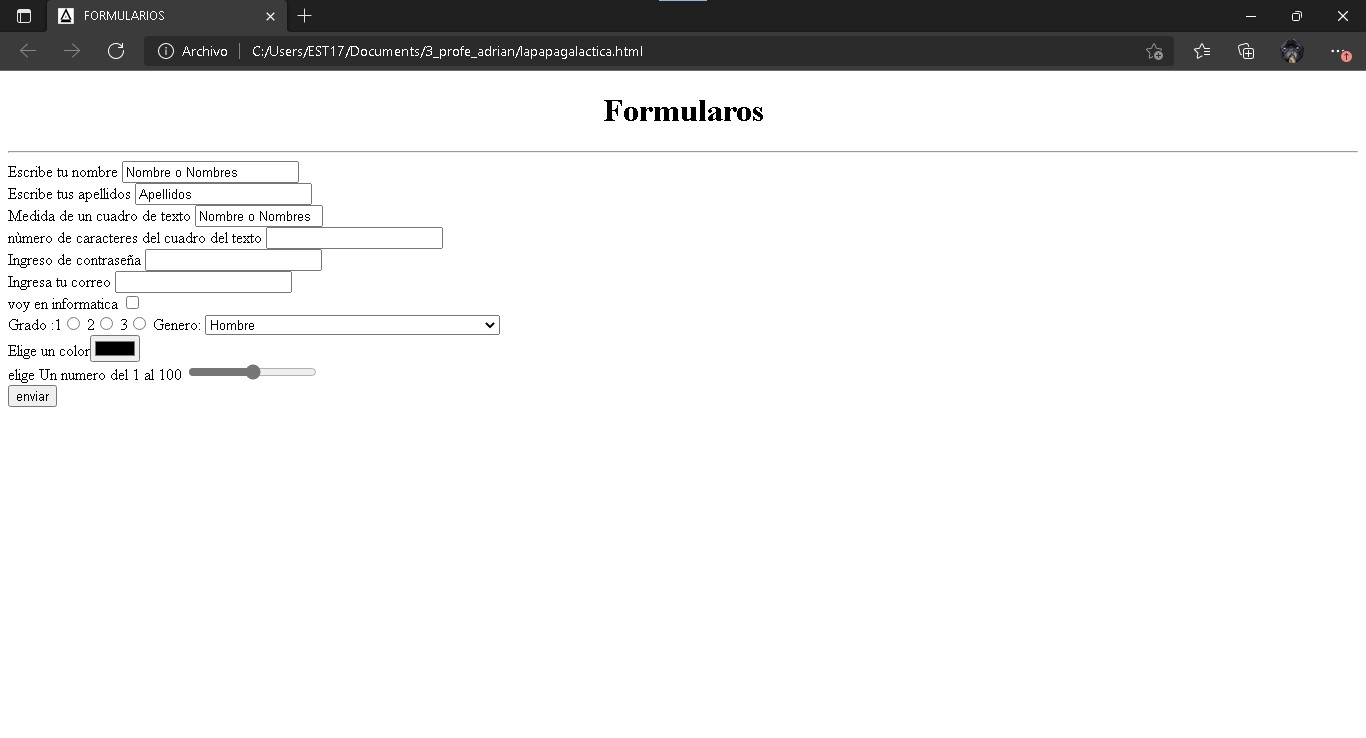 FORMULARIOS
Archivo C:/Users/EST17/Documents/3_profe_adrian/lapapagalactica.html
Formularos
Escribe tu nombre Nombre o Nombres
Escribe tus apellidos Apellidos
Medida de un cuadro de texto Nombre o Nombres
nùmero de caracteres del cuadro del texto
Ingreso de contraseña
Ingresa tu correo
voy en informatica
Grado :1 2 3 Genero: Hombre
Elige un color
elige Un numero del 1 al 100
enviar